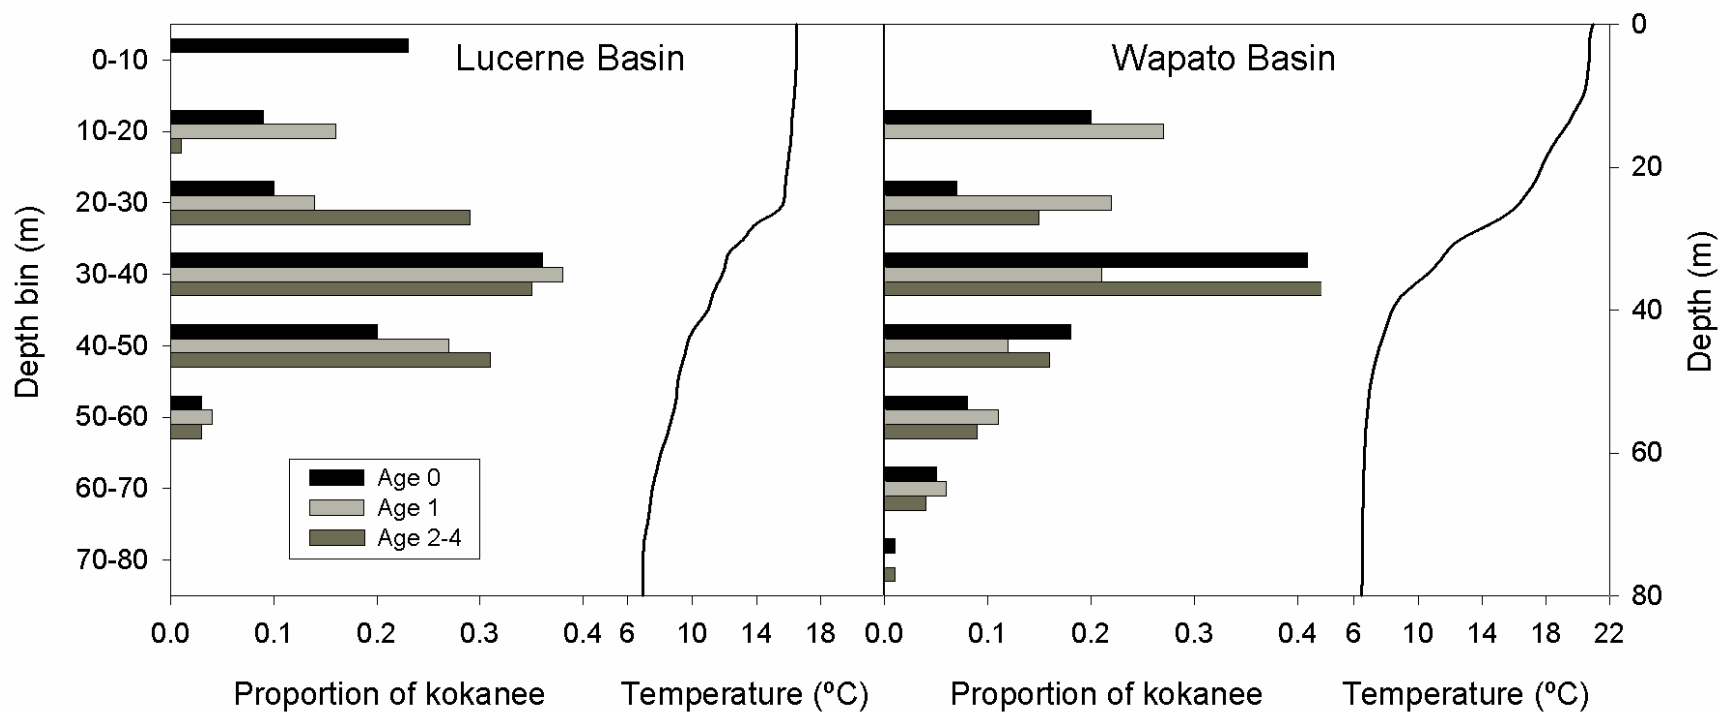 Lucerne Basin
Wapato Basin
Depth bin (m)
0-10
10-20
20-30
30-40
40-50
50-60
60-70
70-80
Age 0
Age 1
Age 2-4
0
20
40
60
80
Depth (m)
0.0 0.1 0.2 0.3 0.4 6 10 14 18 0.0 0.1 0.2 0.3 0.4 6 10 14 18 22
Proportion of kokanee Temperature (ºC) Proportion of kokanee Temperature (ºC)